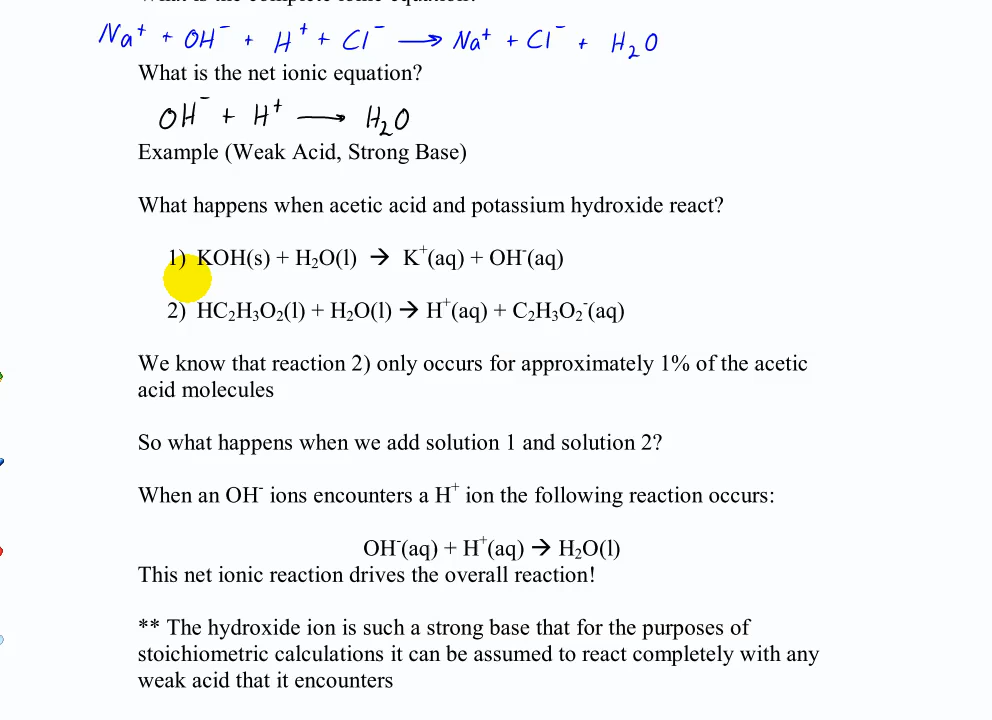 What is the complete ionic equation?
Na⁺ + OH⁻ + H⁺ + Cl⁻ → Na⁺ + Cl⁻ + H₂O
What is the net ionic equation?
OH⁻ + H⁺ → H₂O
Example (Weak Acid, Strong Base)
What happens when acetic acid and potassium hydroxide react?
1) KOH(s) + H₂O(l) → K⁺(aq) + OH⁻(aq)
2) HC₂H₃O₂(l) + H₂O(l) → H⁺(aq) + C₂H₃O₂⁻(aq)
We know that reaction 2) only occurs for approximately 1% of the acetic
acid molecules
So what happens when we add solution 1 and solution 2?
When an OH⁻ ions encounters a H⁺ ion the following reaction occurs:
OH⁻(aq) + H⁺(aq) → H₂O(l)
This net ionic reaction drives the overall reaction!
** The hydroxide ion is such a strong base that for the purposes of
stoichiometric calculations it can be assumed to react completely with any
weak acid that it encounters